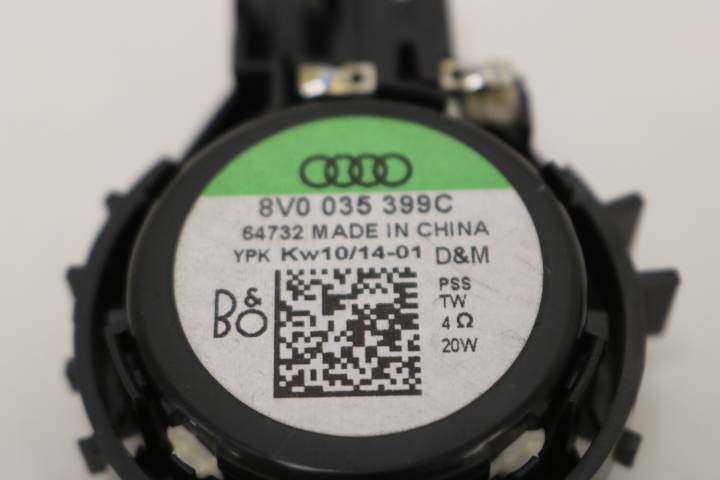 8V0 035 399C
64732 MADE IN CHINA
YPK Kw10/14-01 D&M
B&O
PSS
TW
4 Ω
20W